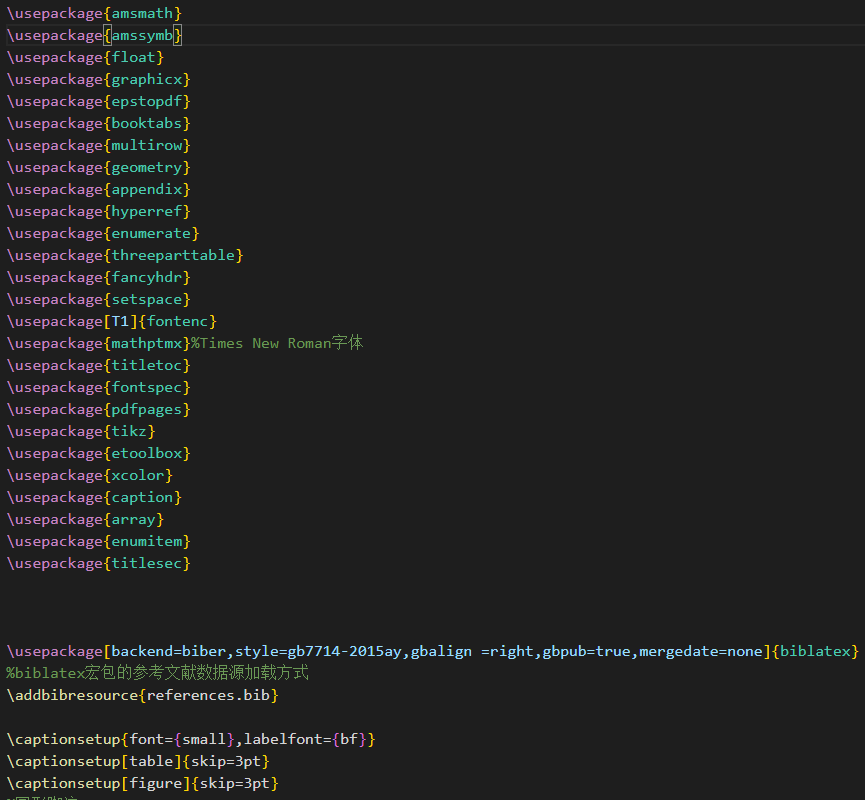 \usepackage{amsmath}
\usepackage{amssymb}
\usepackage{float}
\usepackage{graphicx}
\usepackage{epstopdf}
\usepackage{booktabs}
\usepackage{multirow}
\usepackage{geometry}
\usepackage{appendix}
\usepackage{hyperref}
\usepackage{enumerate}
\usepackage{threeparttable}
\usepackage{fancyhdr}
\usepackage{setspace}
\usepackage[T1]{fontenc}
\usepackage{mathptmx}%Times New Roman字体
\usepackage{titletoc}
\usepackage{fontspec}
\usepackage{pdfpages}
\usepackage{tikz}
\usepackage{etoolbox}
\usepackage{xcolor}
\usepackage{caption}
\usepackage{array}
\usepackage{enumitem}
\usepackage{titlesec}
\usepackage[backend=biber,style=gb7714-2015ay,gbalign =right,gbpub=true,mergedate=none]{biblatex}
%biblatex宏包的参考文献数据源加载方式
\addbibresource{references.bib}
\captionsetup{font={small},labelfont={bf}}
\captionsetup[table]{skip=3pt}
\captionsetup[figure]{skip=3pt}